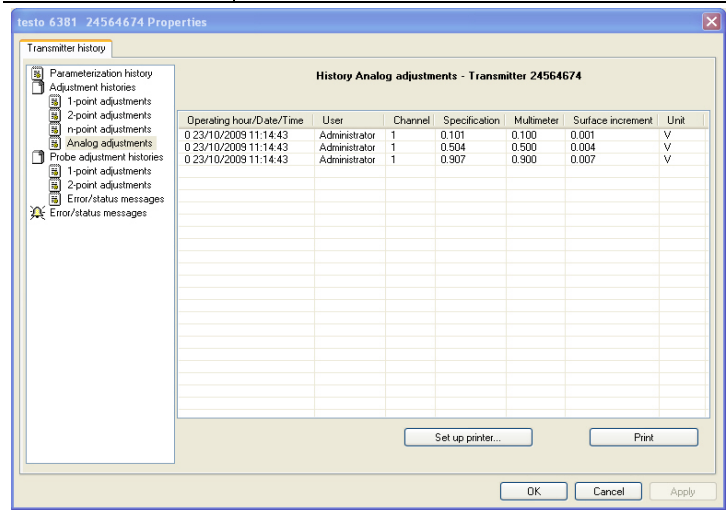 testo 6381 24564674 Properties
Transmitter history
Parameterization history
Adjustment histories
1-point adjustments
2-point adjustments
n-point adjustments
Analog adjustments
Probe adjustment histories
1-point adjustments
2-point adjustments
Error/status messages
Error/status messages
History Analog adjustments - Transmitter 24564674
Operating hour/Date/Time User Channel Specification Multimeter Surface increment Unit
0 23/10/2009 11:14:43 Administrator 1 0.101 0.100 0.001 V
0 23/10/2009 11:14:43 Administrator 1 0.504 0.500 0.004 V
0 23/10/2009 11:14:43 Administrator 1 0.907 0.900 0.007 V
Set up printer... Print
OK Cancel Apply